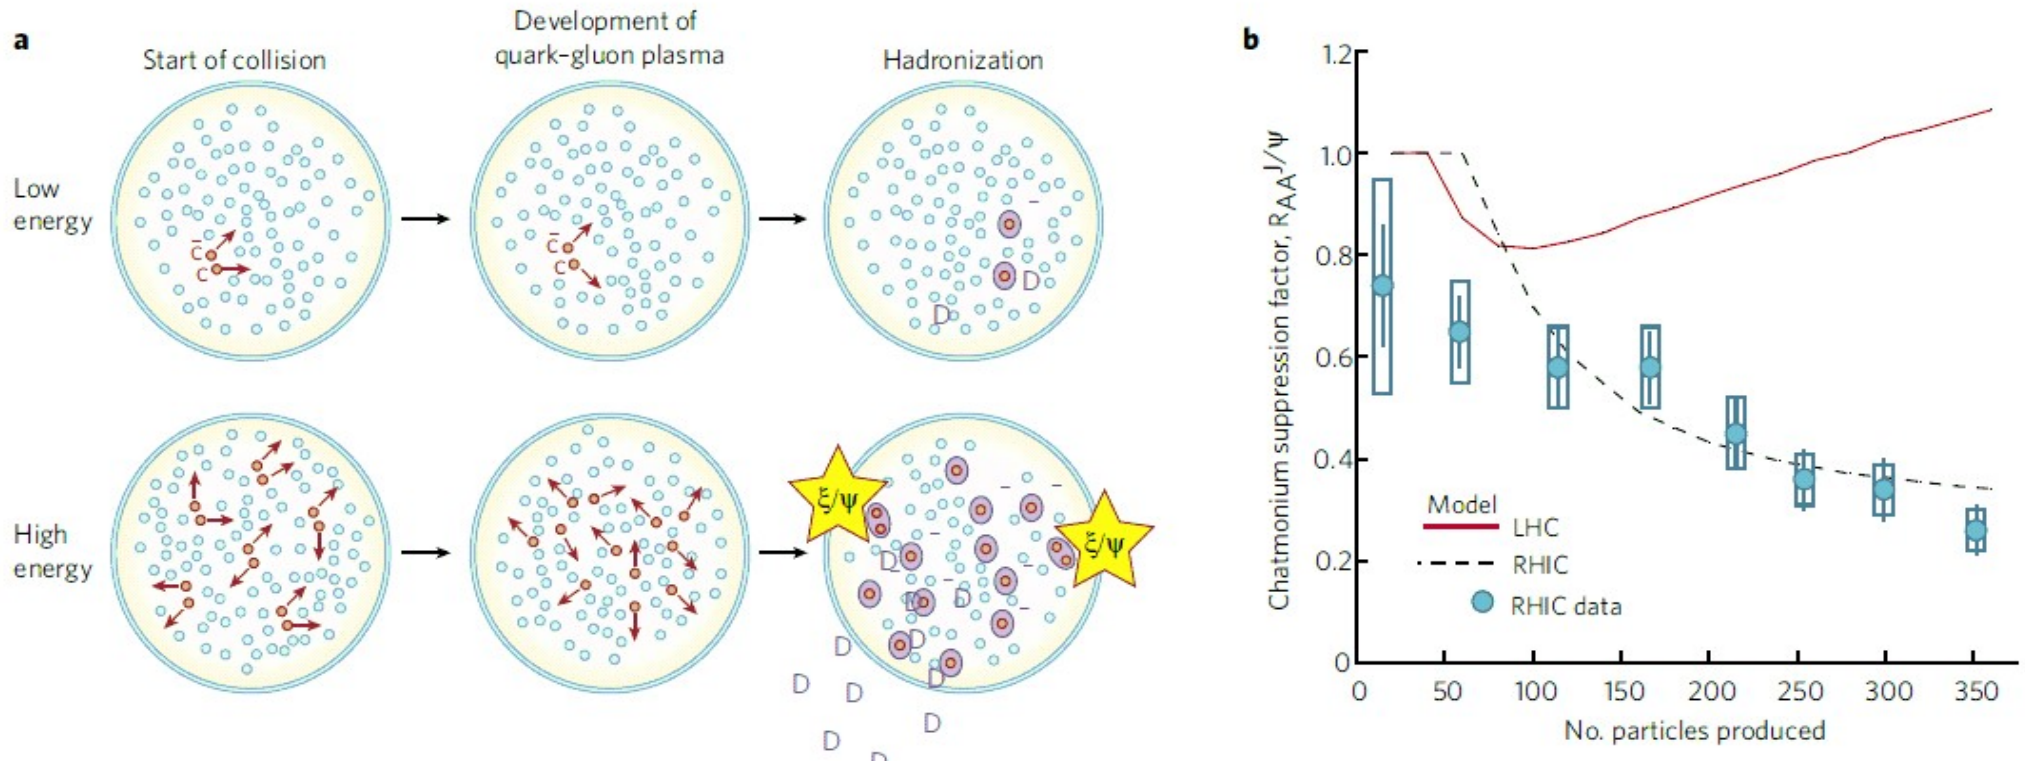 a
Start of collision
Development of
quark–gluon plasma
Hadronization
Low
energy
c̄
c
c̄
c
–
D
D
High
energy
ξ/ψ
ξ/ψ
–
–
–
D
–
–
D
D
–
D
D
D
D
D
D
D
D
b
Chatmonium suppression factor, R_AA^J/ψ
1.2
1.0
0.8
0.6
0.4
0.2
0
Model
LHC
RHIC
RHIC data
0 50 100 150 200 250 300 350
No. particles produced